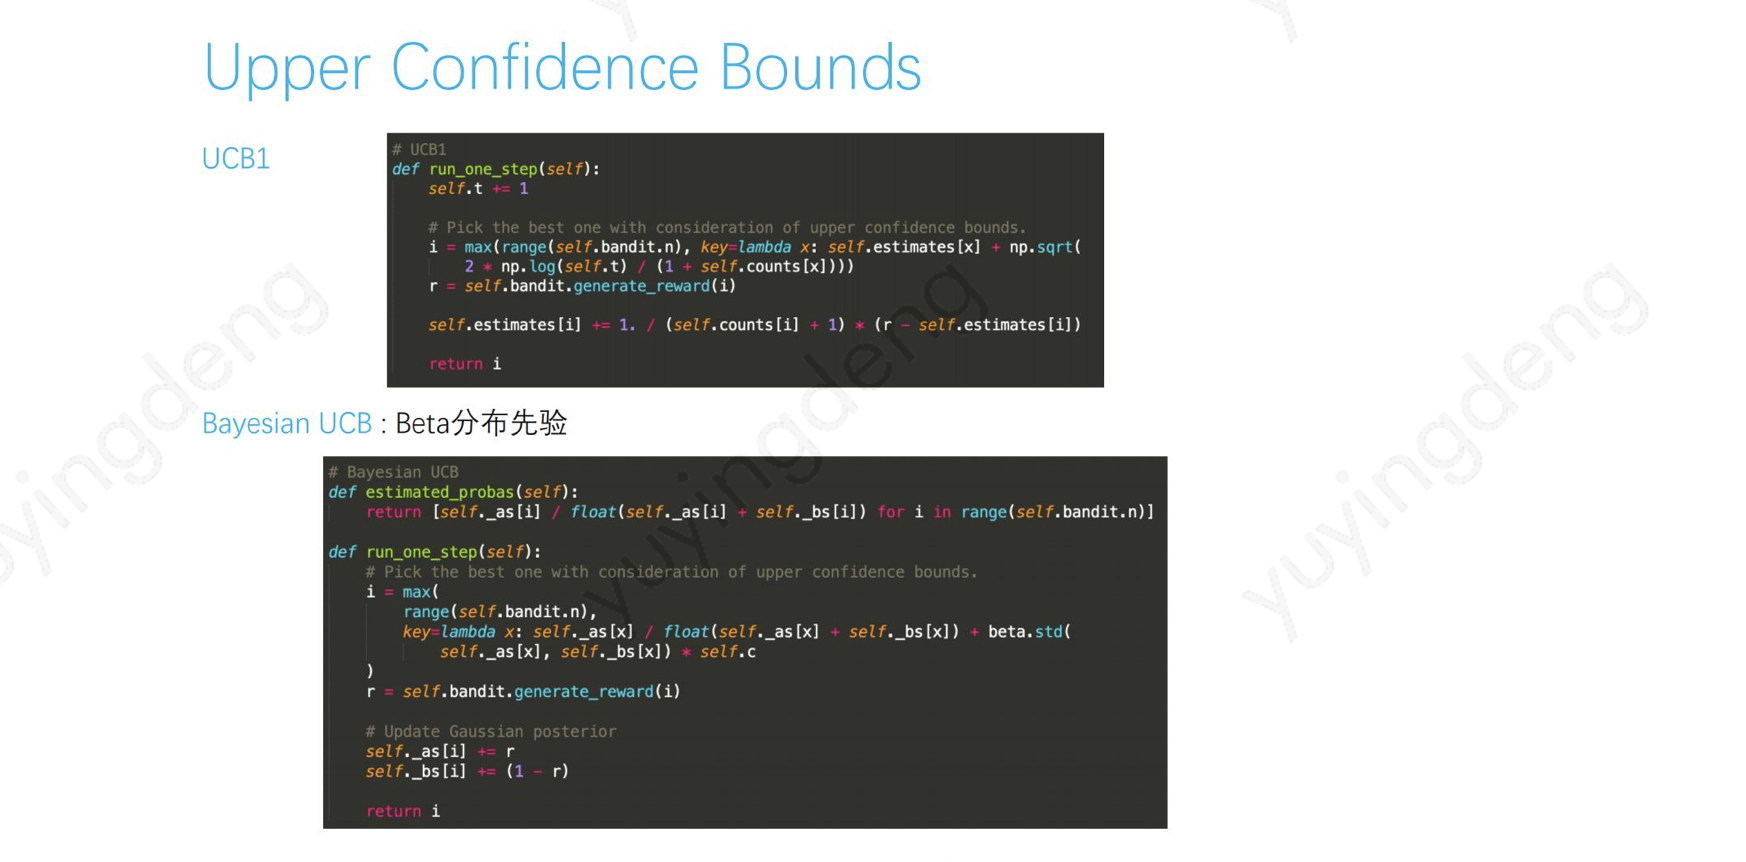 Upper Confidence Bounds
UCB1
# UCB1
def run_one_step(self):
    self.t += 1
    # Pick the best one with consideration of upper confidence bounds.
    i = max(range(self.bandit.n), key=lambda x: self.estimates[x] + np.sqrt(
        2 * np.log(self.t) / (1 + self.counts[x])))
    r = self.bandit.generate_reward(i)
    self.estimates[i] += 1. / (self.counts[i] + 1) * (r - self.estimates[i])
    return i
Bayesian UCB : Beta分布先验
# Bayesian UCB
def estimated_probas(self):
    return [self._as[i] / float(self._as[i] + self._bs[i]) for i in range(self.bandit.n)]
def run_one_step(self):
    # Pick the best one with consideration of upper confidence bounds.
    i = max(
        range(self.bandit.n),
        key=lambda x: self._as[x] / float(self._as[x] + self._bs[x]) + beta.std(
            self._as[x], self._bs[x]) * self.c
    )
    r = self.bandit.generate_reward(i)
    # Update Gaussian posterior
    self._as[i] += r
    self._bs[i] += (1 - r)
    return i
yuyingdeng
yuyingdeng
yuyingdeng